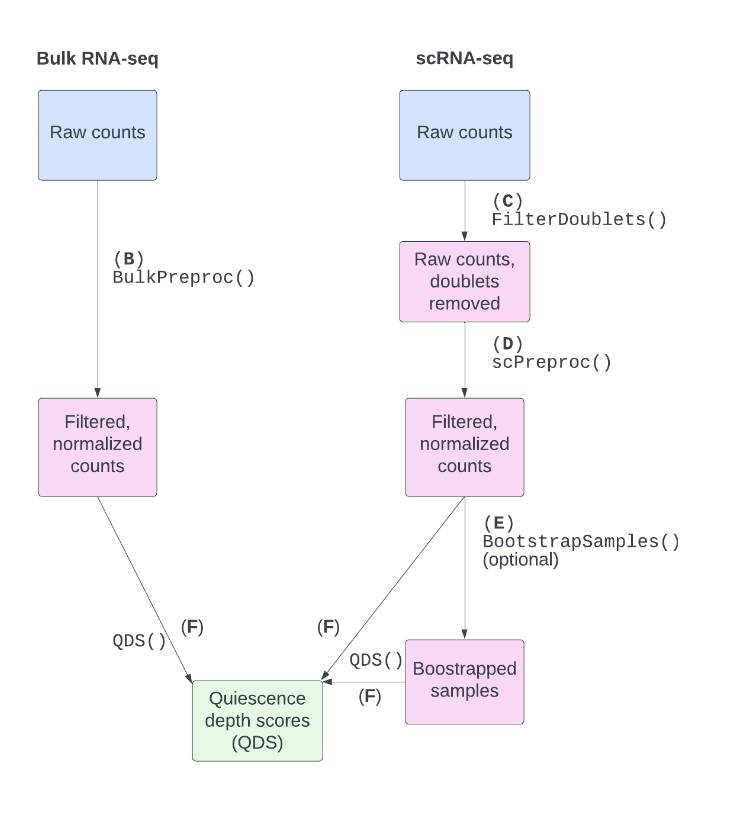 Bulk RNA-seq
scRNA-seq
Raw counts
Raw counts
(C)
FilterDoublets()
(B)
BulkPreproc()
Raw counts,
doublets
removed
(D)
scPreproc()
Filtered,
normalized
counts
Filtered,
normalized
counts
(E)
BootstrapSamples()
(optional)
(F)
QDS()
(F)
QDS()
(F)
Boostrapped
samples
Quiescence
depth scores
(QDS)